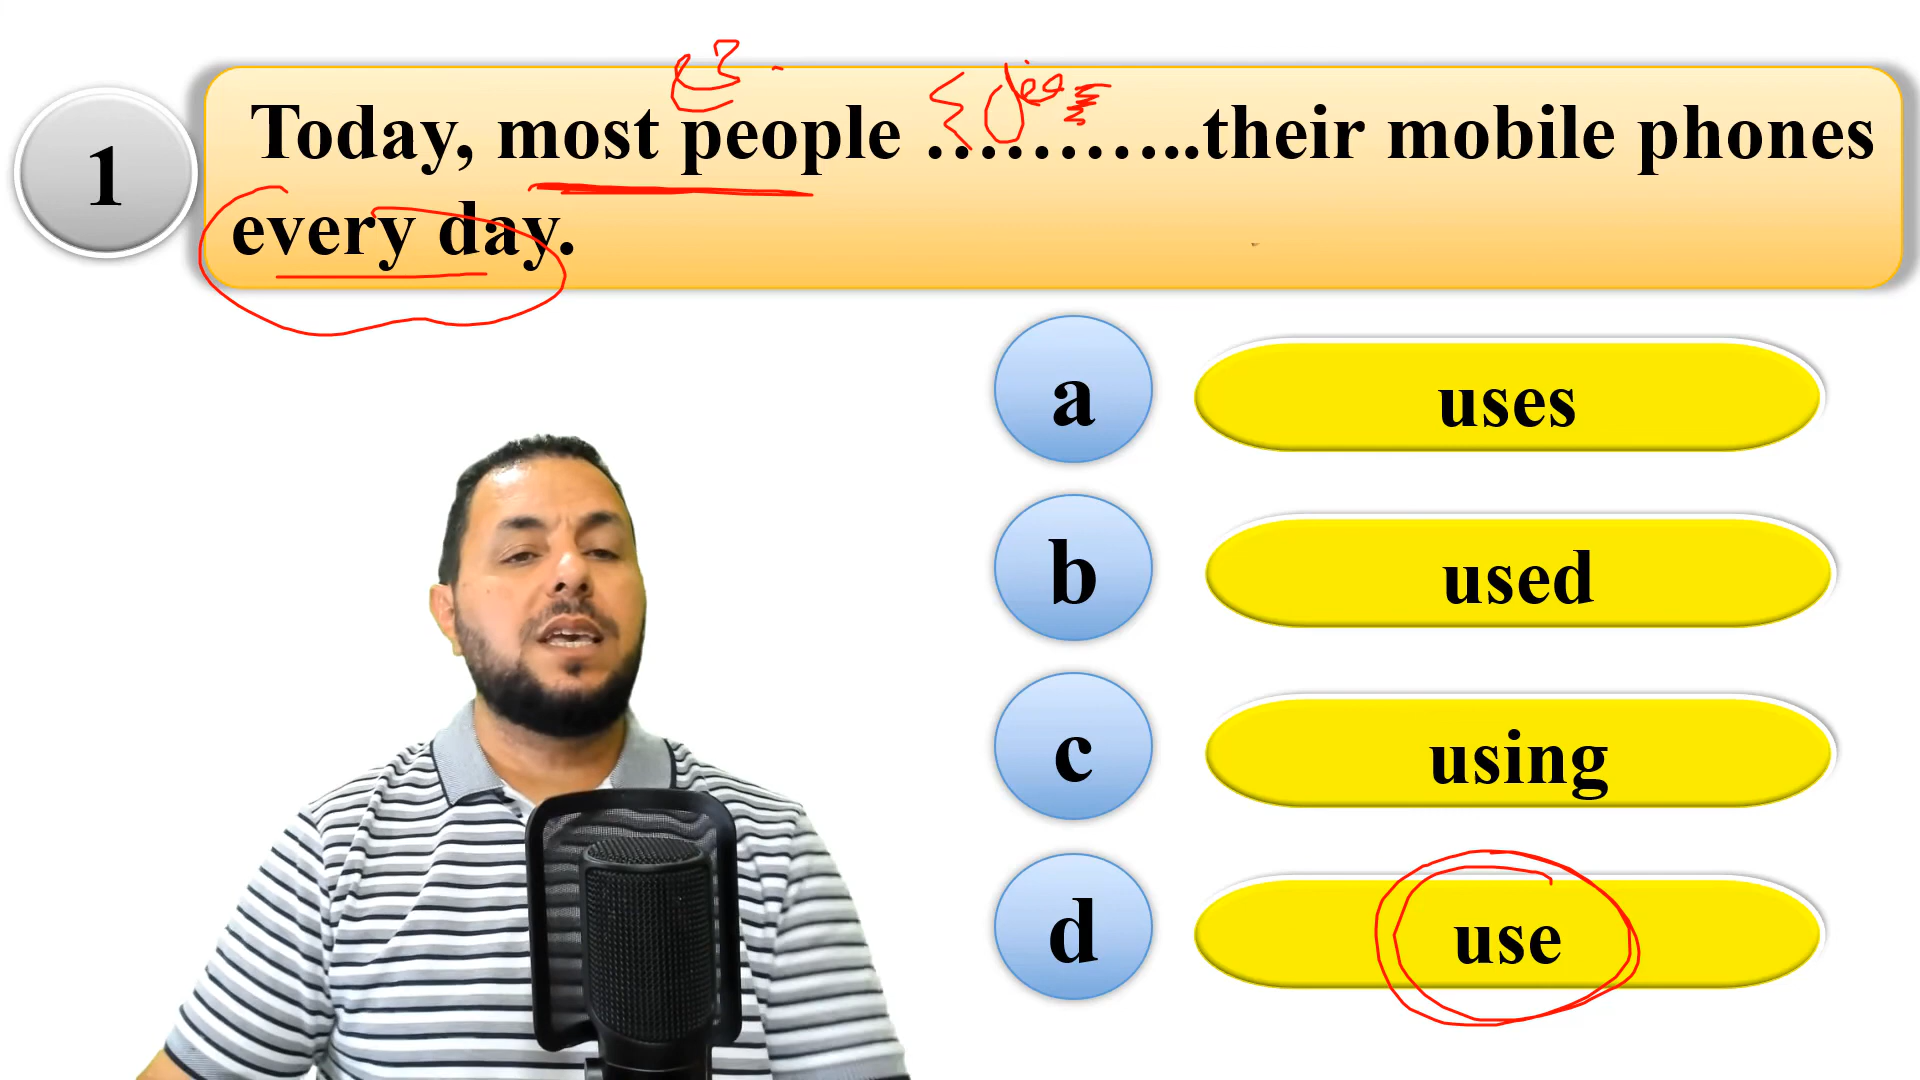 1
Today, most people ………….their mobile phones
every day.
a uses
b used
c using
d use